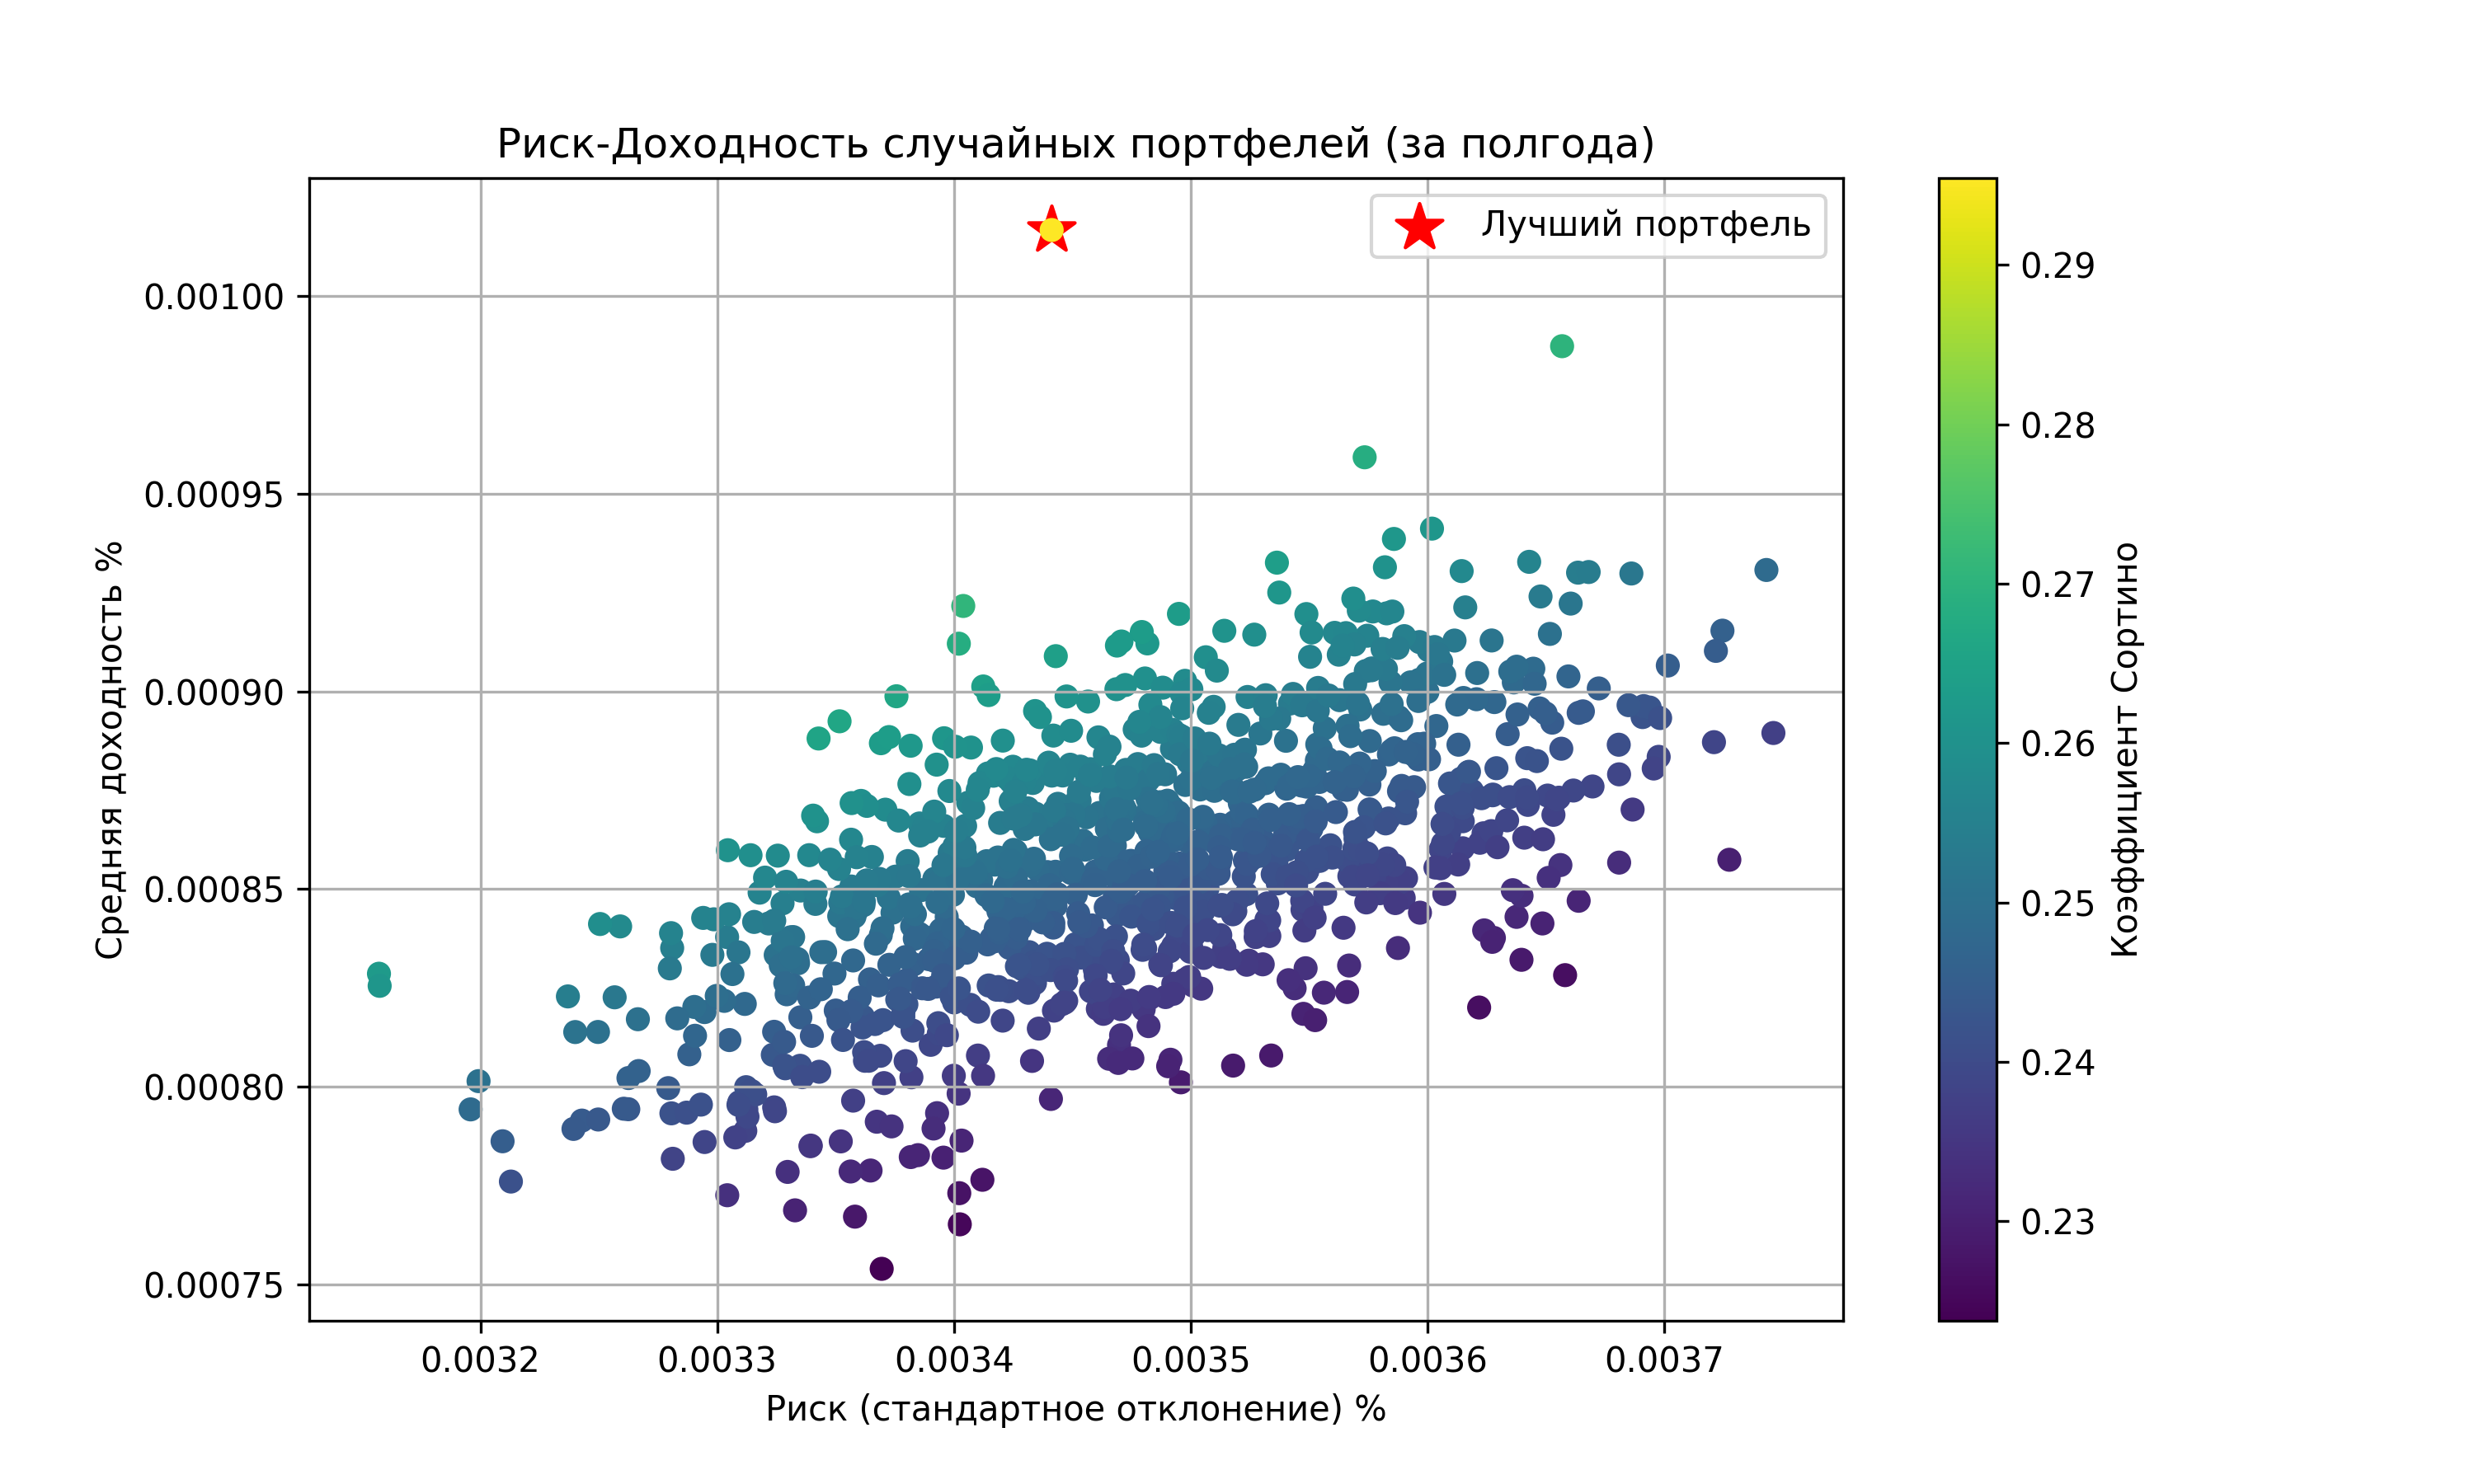 Риск-Доходность случайных портфелей (за полгода)
Лучший портфель
Средняя доходность %
0.00100
0.00095
0.00090
0.00085
0.00080
0.00075
0.0032 0.0033 0.0034 0.0035 0.0036 0.0037
Риск (стандартное отклонение) %
0.29
0.28
0.27
0.26
0.25
0.24
0.23
Коэффициент Сортино